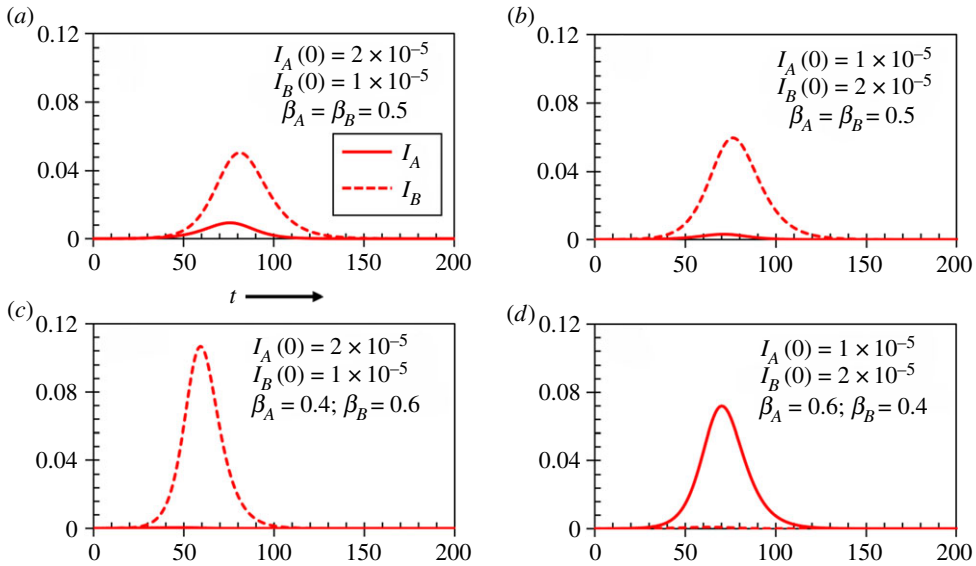 (a)
0.12
0.08
0.04
0
I_A(0) = 2 × 10⁻⁵
I_B(0) = 1 × 10⁻⁵
β_A = β_B = 0.5
I_A
I_B
0 50 100 150 200
t
(b)
0.12
0.08
0.04
0
I_A(0) = 1 × 10⁻⁵
I_B(0) = 2 × 10⁻⁵
β_A = β_B = 0.5
0 50 100 150 200
(c)
0.12
0.08
0.04
0
I_A(0) = 2 × 10⁻⁵
I_B(0) = 1 × 10⁻⁵
β_A = 0.4; β_B = 0.6
0 50 100 150 200
(d)
0.12
0.08
0.04
0
I_A(0) = 1 × 10⁻⁵
I_B(0) = 2 × 10⁻⁵
β_A = 0.6; β_B = 0.4
0 50 100 150 200